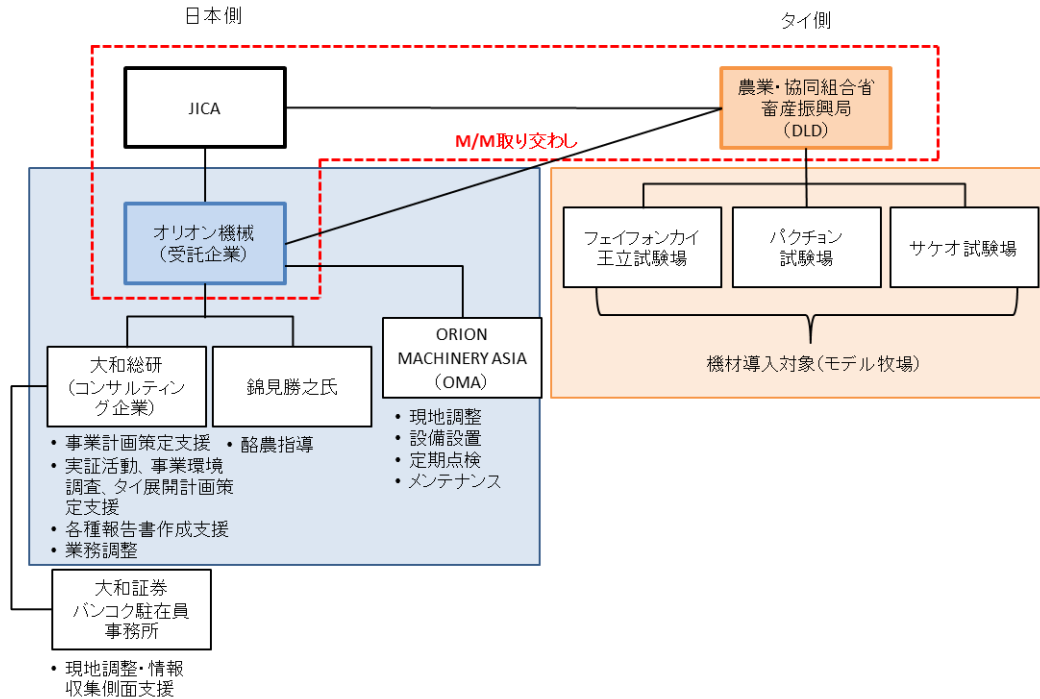 日本側
タイ側
JICA
農業・協同組合省
畜産振興局
(DLD)
M/M取り交わし
オリオン機械
(受託企業)
フェイフォンカイ
王立試験場
パクチョン
試験場
サケオ試験場
機材導入対象(モデル牧場)
大和総研
(コンサルティン
グ企業)
錦見勝之氏
ORION
MACHINERY ASIA
(OMA)
• 事業計画策定支援
• 実証活動、事業環境
調査、タイ展開計画策
定支援
• 各種報告書作成支援
• 業務調整
• 酪農指導
• 現地調整
• 設備設置
• 定期点検
• メンテナンス
大和証券
バンコク駐在員
事務所
• 現地調整・情報
収集側面支援